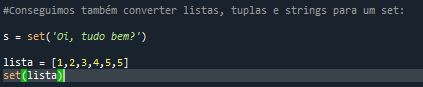 #Conseguimos também converter listas, tuplas e strings para um set:
s = set('Oi, tudo bem?')
lista = [1,2,3,4,5,5]
set(lista)